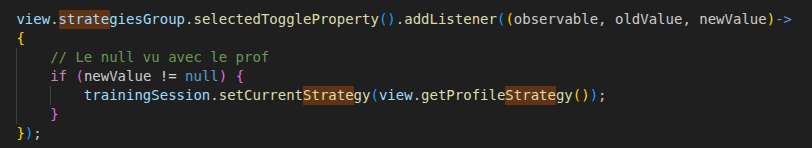 view.strategiesGroup.selectedToggleProperty().addListener((observable, oldValue, newValue)->
{
// Le null vu avec le prof
if (newValue != null) {
trainingSession.setCurrentStrategy(view.getProfileStrategy());
}
});